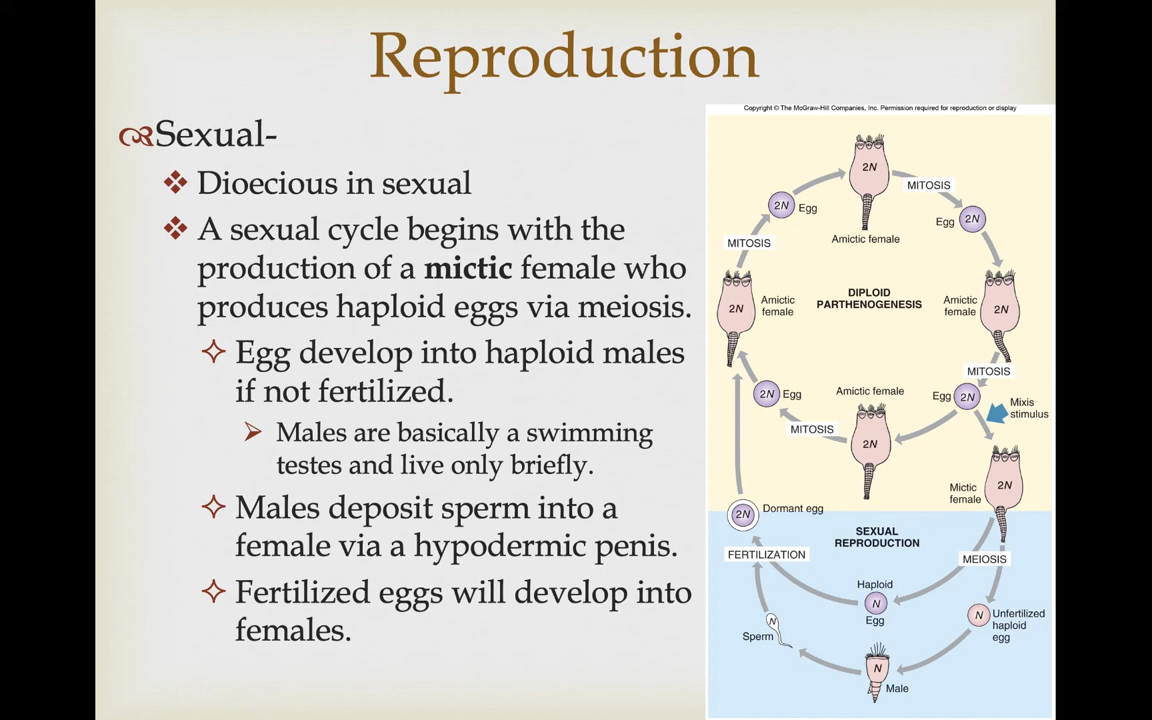 Reproduction
Sexual-
Dioecious in sexual
A sexual cycle begins with the
production of a mictic female who
produces haploid eggs via meiosis.
Egg develop into haploid males
if not fertilized.
Males are basically a swimming
testes and live only briefly.
Males deposit sperm into a
female via a hypodermic penis.
Fertilized eggs will develop into
females.
Copyright © The McGraw-Hill Companies, Inc. Permission required for reproduction or display
2N
MITOSIS
2N
Egg
Egg
2N
Amictic female
MITOSIS
DIPLOID
PARTHENOGENESIS
2N
Amictic
female
Amictic
female
2N
MITOSIS
2N
Egg
Amictic female
Egg
2N
Mixis
stimulus
MITOSIS
2N
Mictic
female
2N
2N
Dormant egg
SEXUAL
REPRODUCTION
FERTILIZATION
MEIOSIS
Haploid
N
Egg
N
Unfertilized
haploid
egg
N
Sperm
N
Male